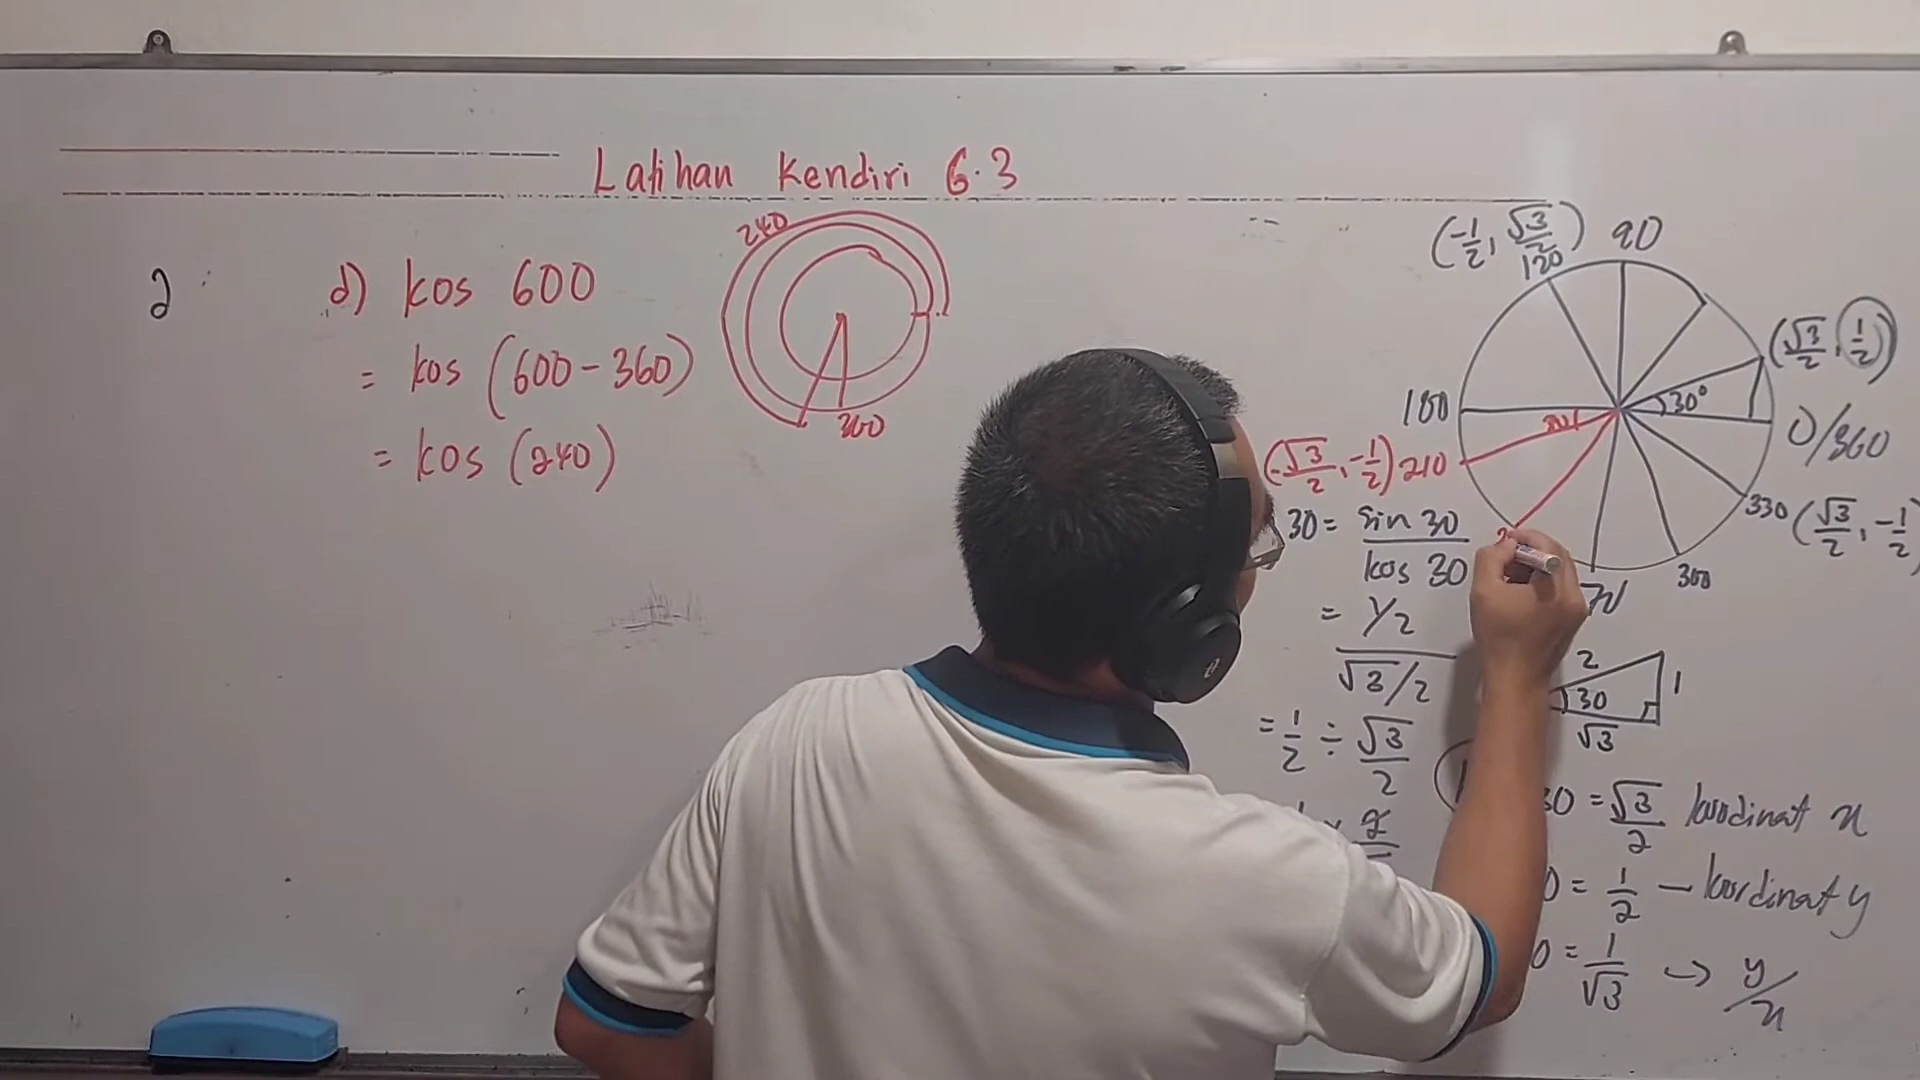 Latihan Kendiri 6.3
2
d) kos 600
= kos (600-360)
= kos (240)
240
360
(-1/2, √3/2)
120
90
(√3/2, 1/2)
180
30°
0/360
(-√3/2, -1/2) 210
330 (√3/2, -1/2)
300
30 = sin 30 / kos 30
= 1/2
√3/2
= 1/2 ÷ √3/2
2
30
1
√3
30 = √3/2 koordinat x
0 = 1/2 — koordinat y
0 = 1/√3 → y/x